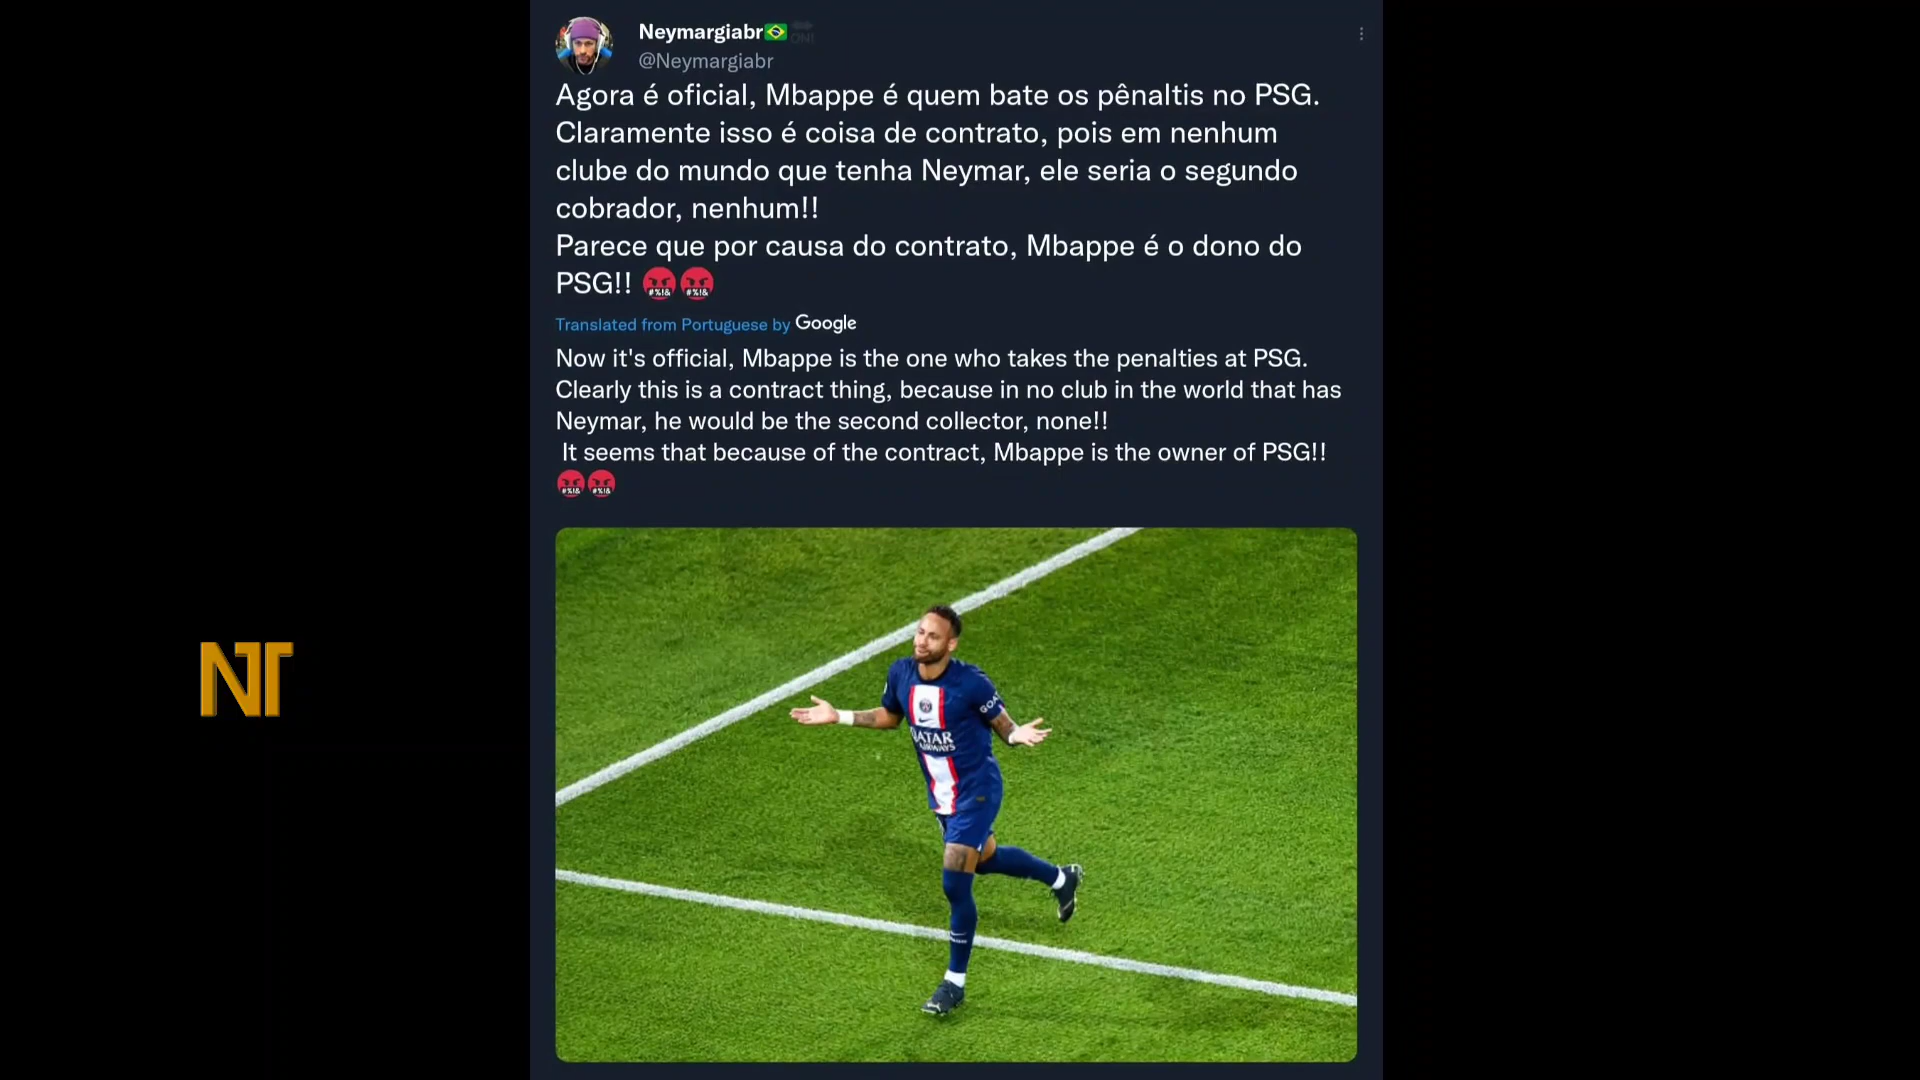 Neymargiabr
@Neymargiabr
Agora é oficial, Mbappe é quem bate os pênaltis no PSG.
Claramente isso é coisa de contrato, pois em nenhum
clube do mundo que tenha Neymar, ele seria o segundo
cobrador, nenhum!!
Parece que por causa do contrato, Mbappe é o dono do
PSG!!
Translated from Portuguese by Google
Now it's official, Mbappe is the one who takes the penalties at PSG.
Clearly this is a contract thing, because in no club in the world that has
Neymar, he would be the second collector, none!!
It seems that because of the contract, Mbappe is the owner of PSG!!
NT
QATAR
AIRWAYS